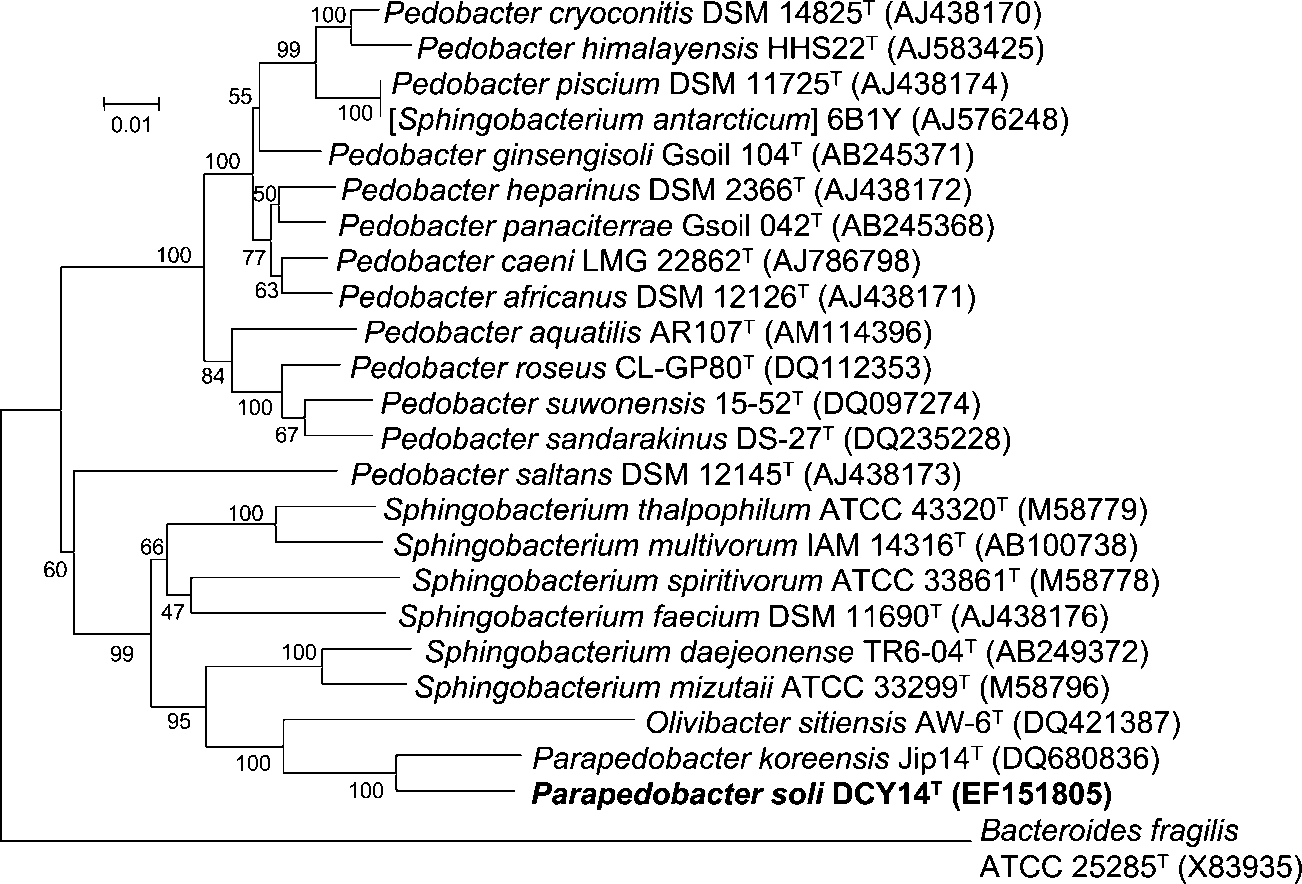 100
Pedobacter cryoconitis DSM 14825ᵀ (AJ438170)
99
Pedobacter himalayensis HHS22ᵀ (AJ583425)
Pedobacter piscium DSM 11725ᵀ (AJ438174)
55
0.01
100
[Sphingobacterium antarcticum] 6B1Y (AJ576248)
100
Pedobacter ginsengisoli Gsoil 104ᵀ (AB245371)
50
Pedobacter heparinus DSM 2366ᵀ (AJ438172)
Pedobacter panaciterrae Gsoil 042ᵀ (AB245368)
100
77
Pedobacter caeni LMG 22862ᵀ (AJ786798)
63
Pedobacter africanus DSM 12126ᵀ (AJ438171)
Pedobacter aquatilis AR107ᵀ (AM114396)
84
Pedobacter roseus CL-GP80ᵀ (DQ112353)
100
Pedobacter suwonensis 15-52ᵀ (DQ097274)
67
Pedobacter sandarakinus DS-27ᵀ (DQ235228)
Pedobacter saltans DSM 12145ᵀ (AJ438173)
100
Sphingobacterium thalpophilum ATCC 43320ᵀ (M58779)
66
Sphingobacterium multivorum IAM 14316ᵀ (AB100738)
60
Sphingobacterium spiritivorum ATCC 33861ᵀ (M58778)
47
Sphingobacterium faecium DSM 11690ᵀ (AJ438176)
99
100
Sphingobacterium daejeonense TR6-04ᵀ (AB249372)
Sphingobacterium mizutaii ATCC 33299ᵀ (M58796)
95
Olivibacter sitiensis AW-6ᵀ (DQ421387)
100
Parapedobacter koreensis Jip14ᵀ (DQ680836)
100
Parapedobacter soli DCY14ᵀ (EF151805)
Bacteroides fragilis
ATCC 25285ᵀ (X83935)